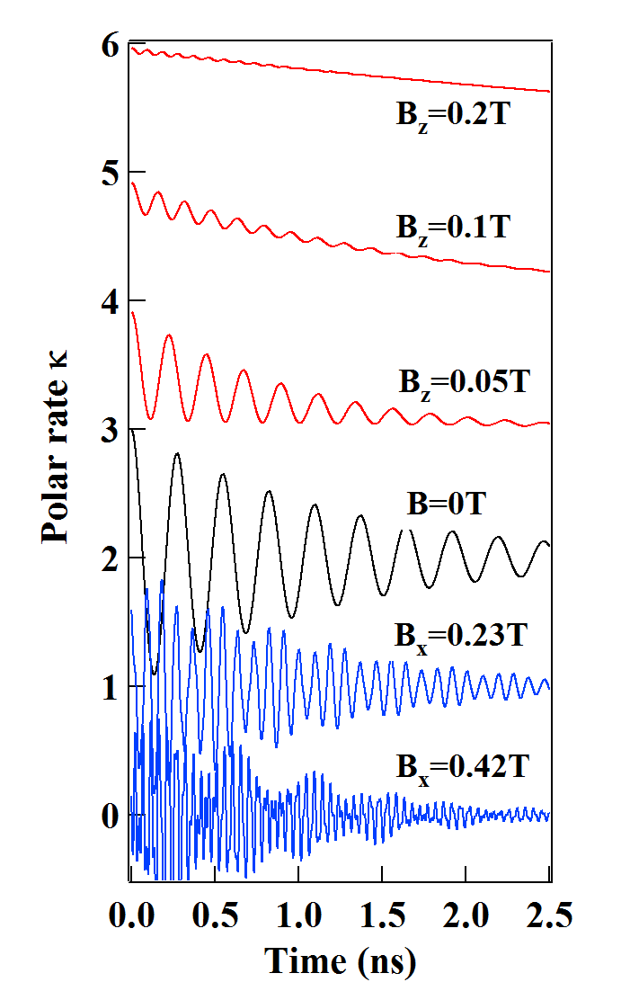 6
B_z=0.2T
5
B_z=0.1T
4
B_z=0.05T
3
B=0T
2
B_x=0.23T
1
B_x=0.42T
0
Polar rate κ
0.0 0.5 1.0 1.5 2.0 2.5
Time (ns)